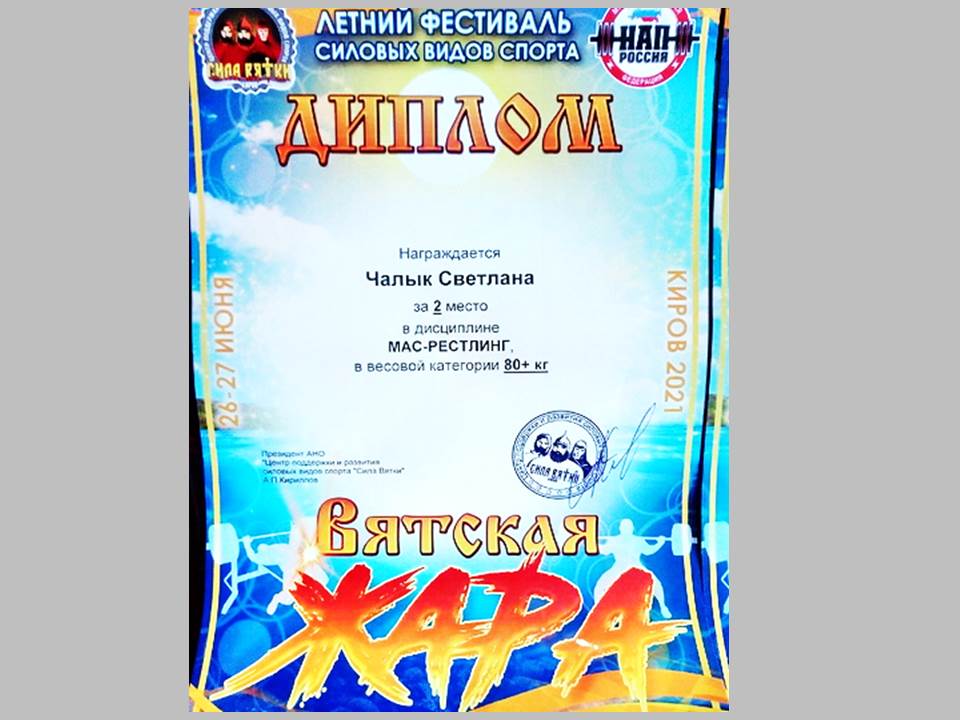 ЛЕТНИЙ ФЕСТИВАЛЬ
СИЛОВЫХ ВИДОВ СПОРТА
СИЛА ВЯТКИ
НАП
РОССИЯ
ФЕДЕРАЦИЯ
ДИПЛОМ
Награждается
Чалык Светлана
за 2 место
в дисциплине
МАС-РЕСТЛИНГ,
в весовой категории 80+ кг
26-27 ИЮНЯ
КИРОВ 2021
Президент АНО
"Центр поддержки и развития
силовых видов спорта "Сила Вятки"
А.П.Кириллов
СИЛА ВЯТКИ
Вятская
ЖАРА